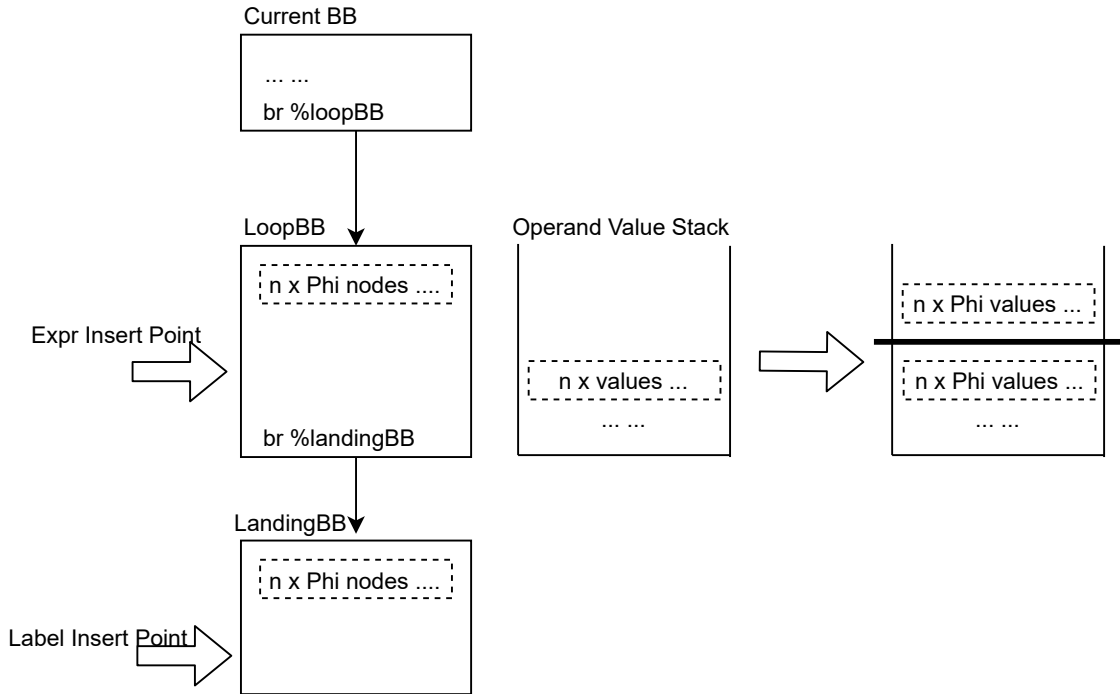 Current BB
... ...
br %loopBB
LoopBB
Operand Value Stack
n x Phi nodes ....
n x Phi values ...
Expr Insert Point
n x values ...
n x Phi values ...
... ...
... ...
br %landingBB
LandingBB
n x Phi nodes ....
Label Insert Point